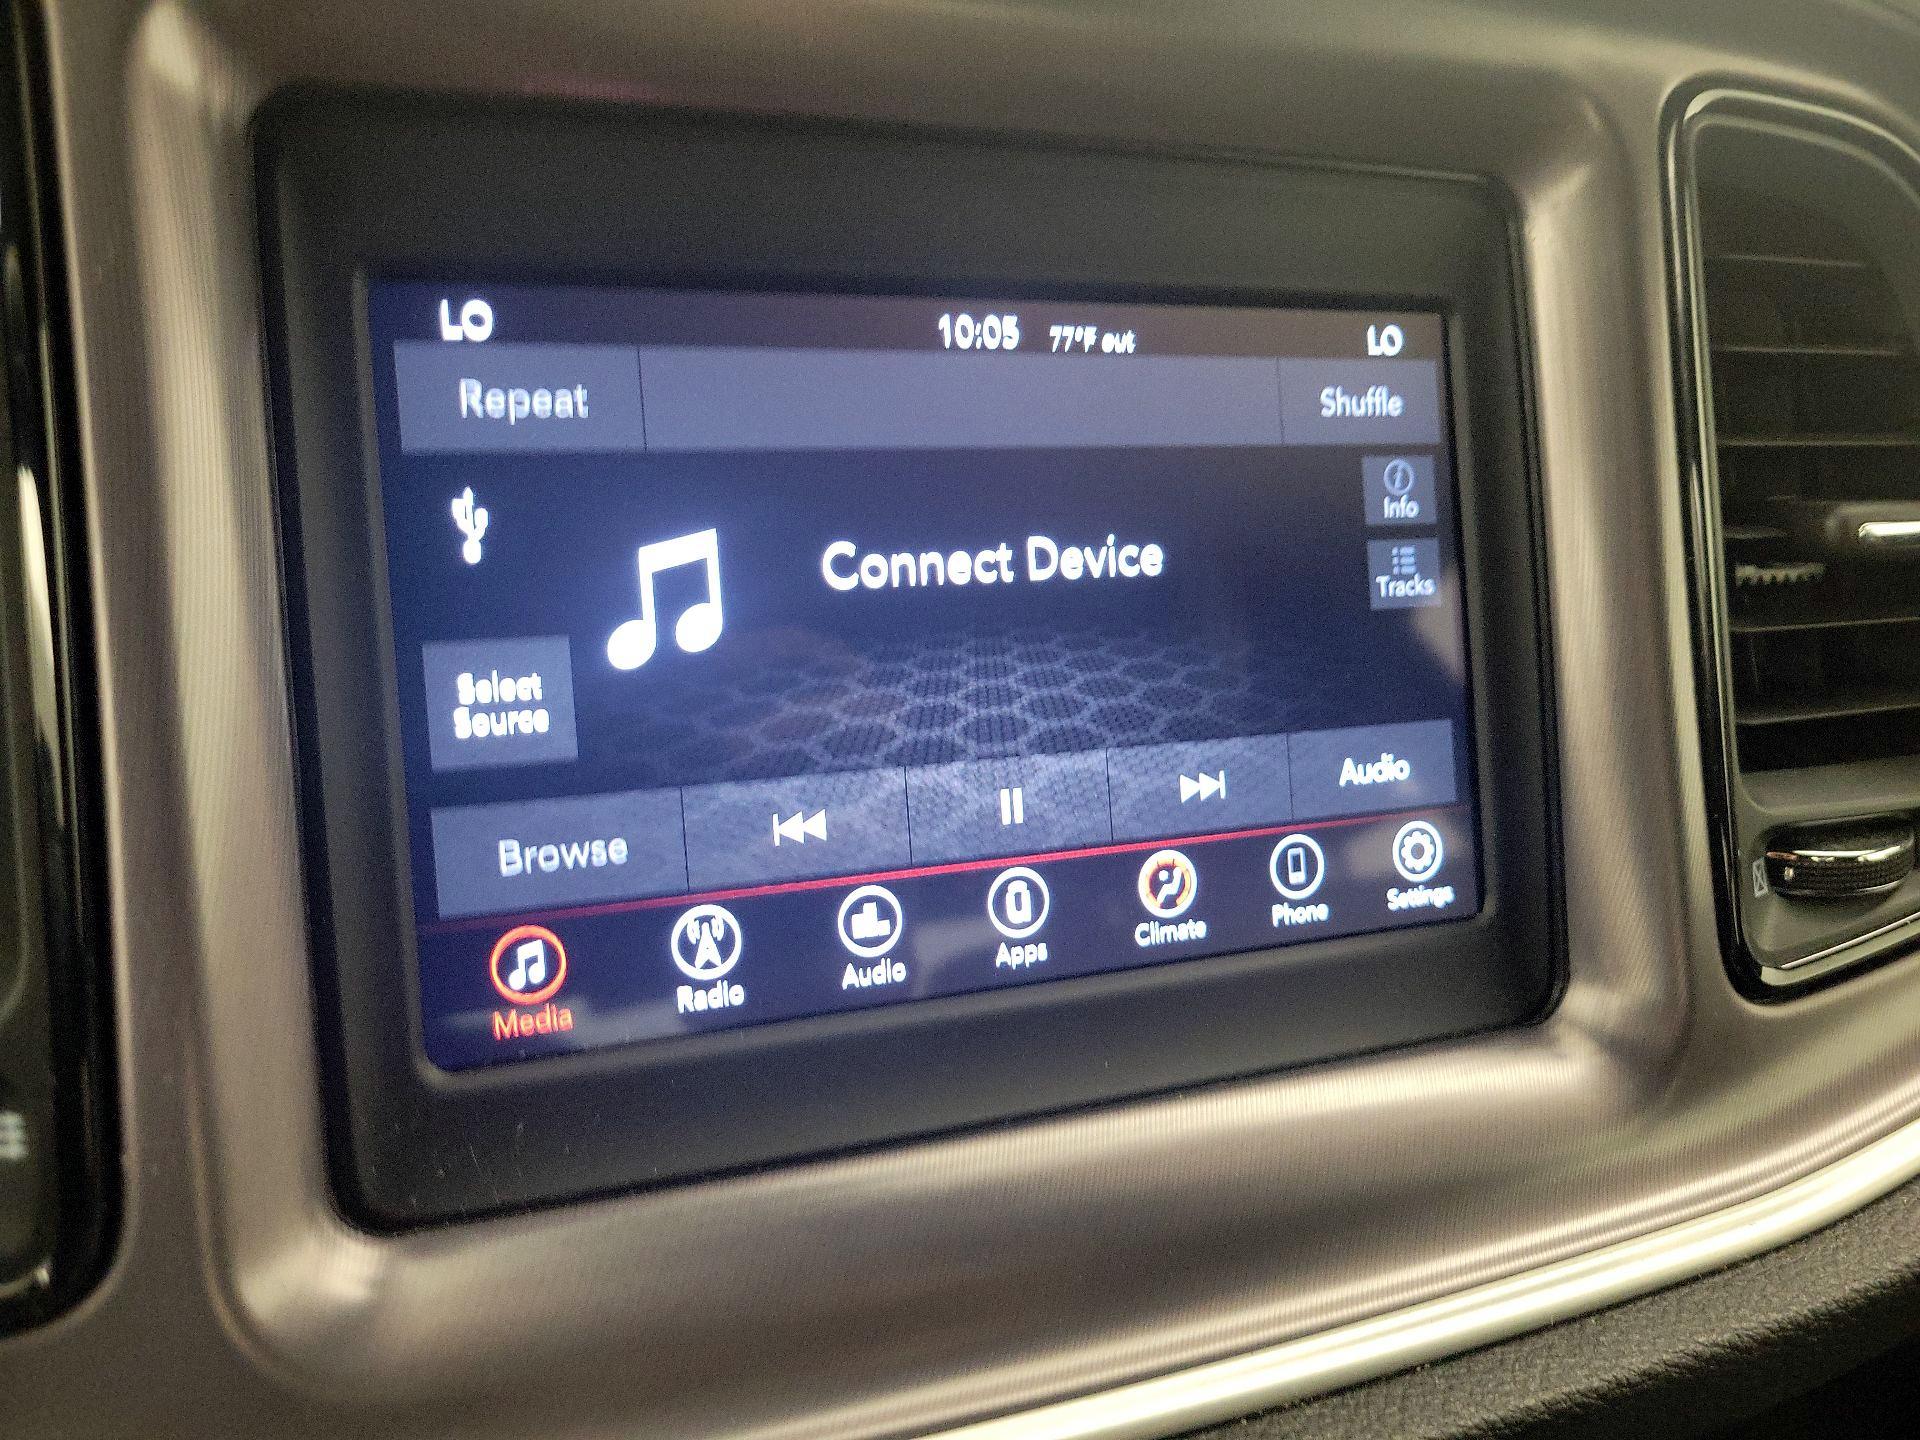 LO 10:05 77°F out LO
Repeat Shuffle
Info
Connect Device
Tracks
Select
Source
Browse Audio
Media Radio Audio Apps Climate Phone Settings